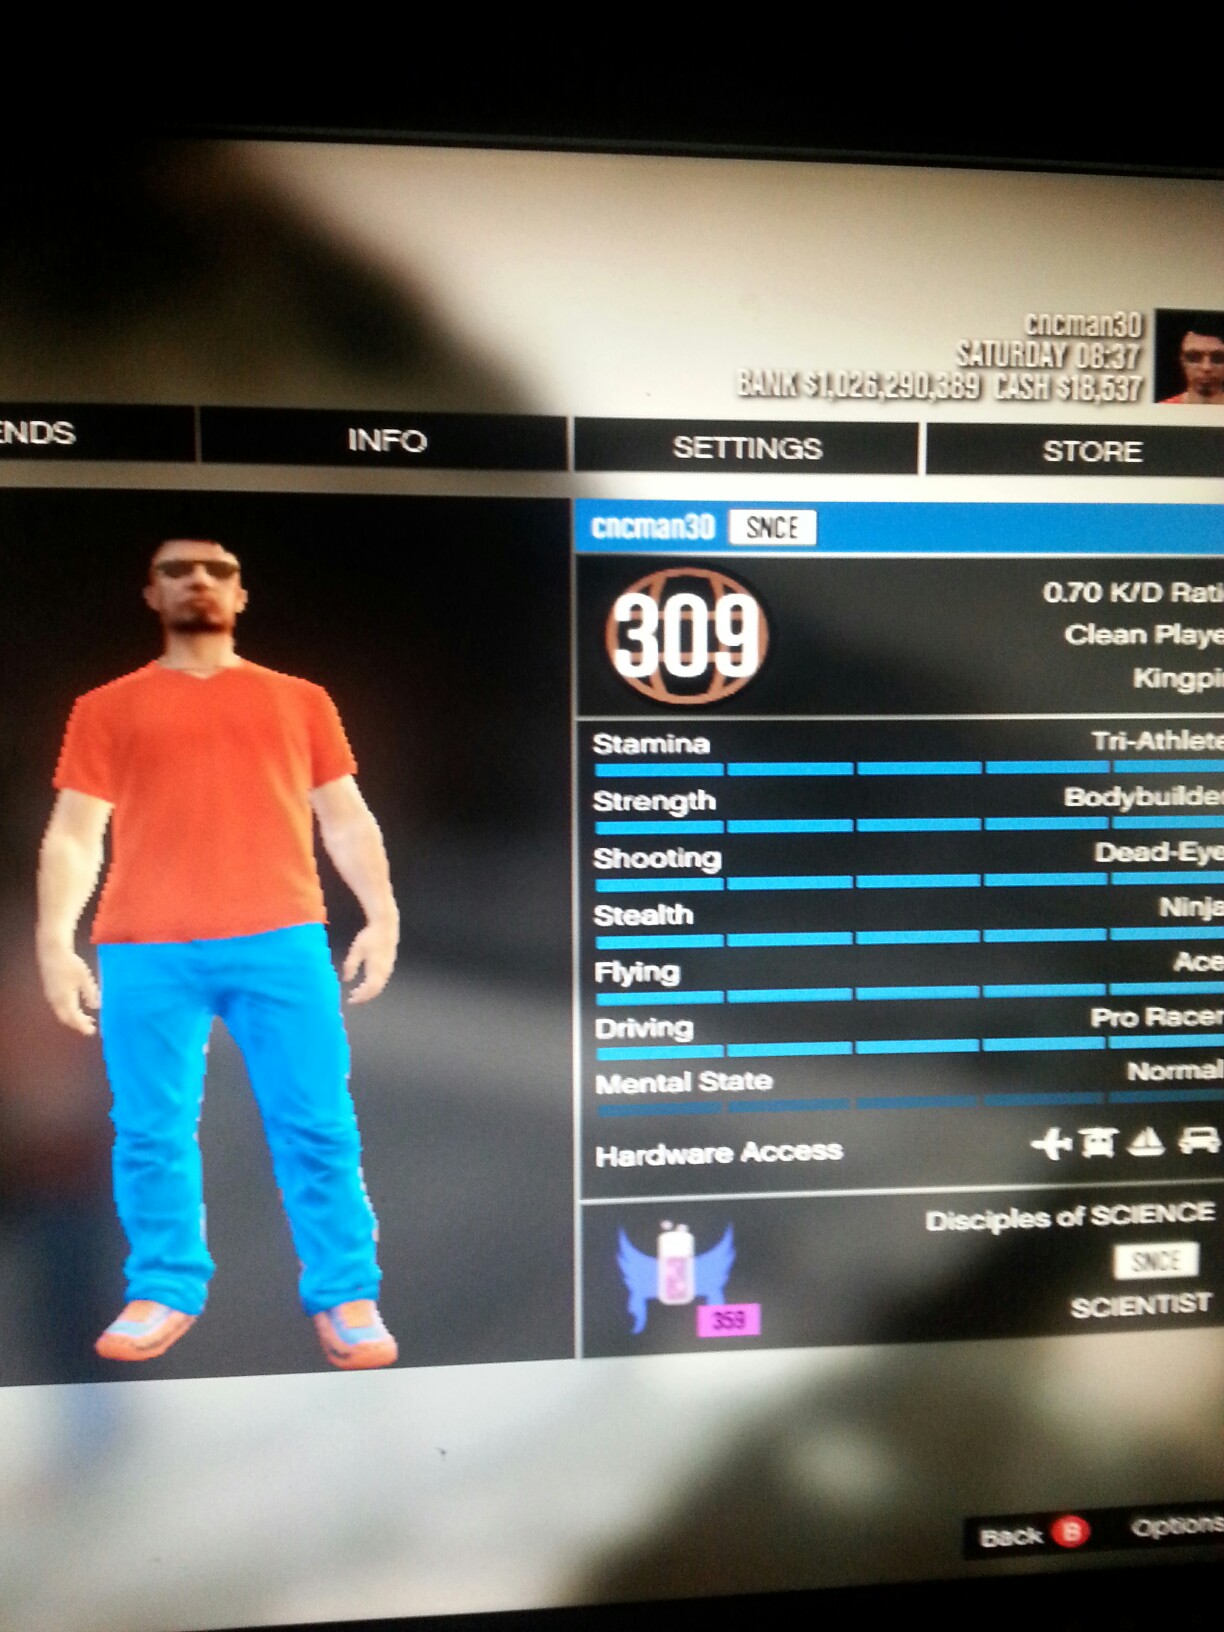 cncman30
SATURDAY 08:37
BANK $1,026,290,389 CASH $18,537
ENDS INFO SETTINGS STORE
cncman30 SNCE
309
0.70 K/D Rati
Clean Playe
Kingpi
Stamina Tri-Athlete
Strength Bodybuilde
Shooting Dead-Eye
Stealth Ninja
Flying Ace
Driving Pro Racer
Mental State Normal
Hardware Access
Disciples of SCIENCE
SNCE
359
SCIENTIST
Back B Options